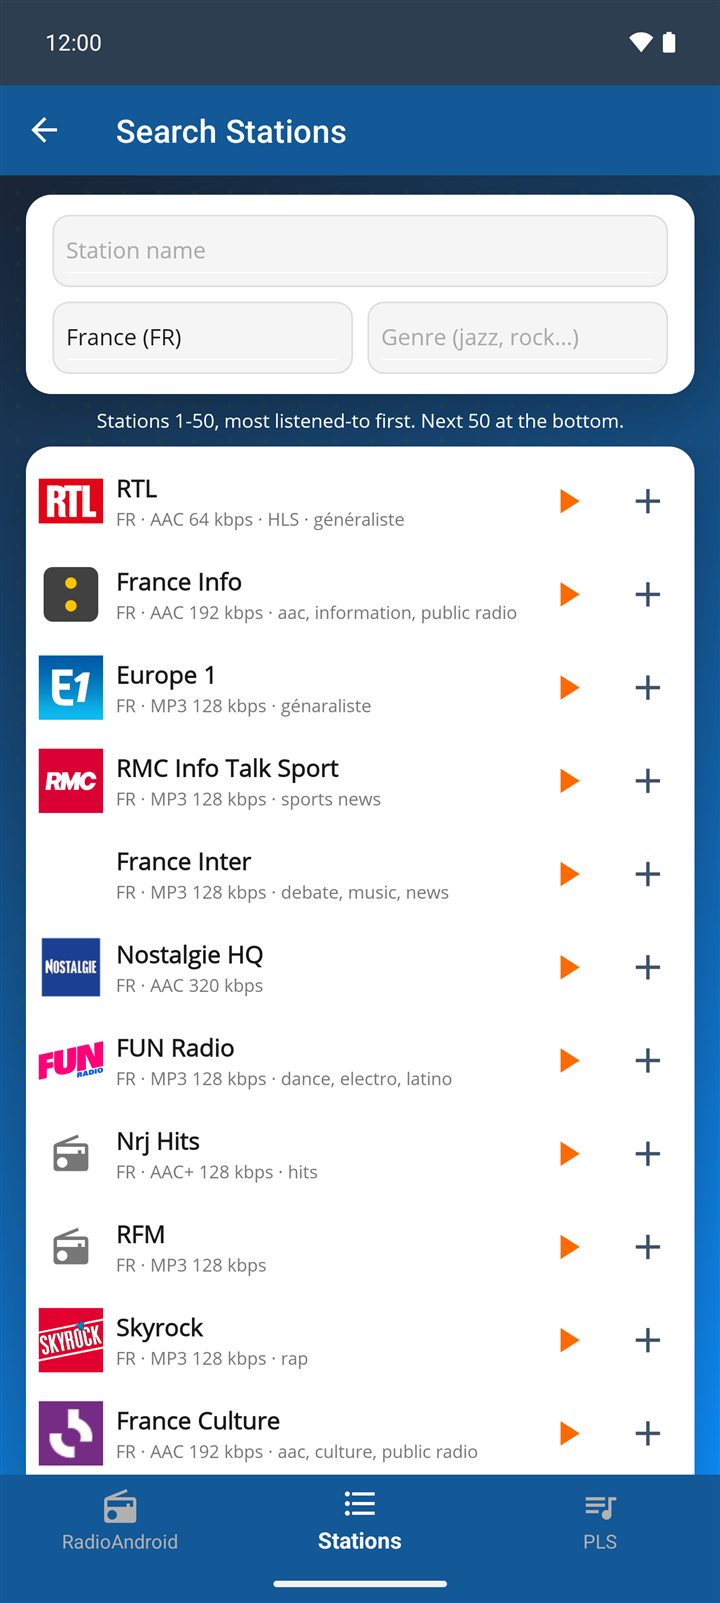 12:00
Search Stations
Station name
France (FR)
Genre (jazz, rock...)
Stations 1-50, most listened-to first. Next 50 at the bottom.
RTL
RTL
FR · AAC 64 kbps · HLS · généraliste
France Info
FR · AAC 192 kbps · aac, information, public radio
E1
Europe 1
FR · MP3 128 kbps · génaraliste
RMC
RMC Info Talk Sport
FR · MP3 128 kbps · sports news
France Inter
FR · MP3 128 kbps · debate, music, news
NOSTALGIE
Nostalgie HQ
FR · AAC 320 kbps
FUN
RADIO
FUN Radio
FR · MP3 128 kbps · dance, electro, latino
Nrj Hits
FR · AAC+ 128 kbps · hits
RFM
FR · MP3 128 kbps
SKYROCK
Skyrock
FR · MP3 128 kbps · rap
France Culture
FR · AAC 192 kbps · aac, culture, public radio
RadioAndroid
Stations
PLS